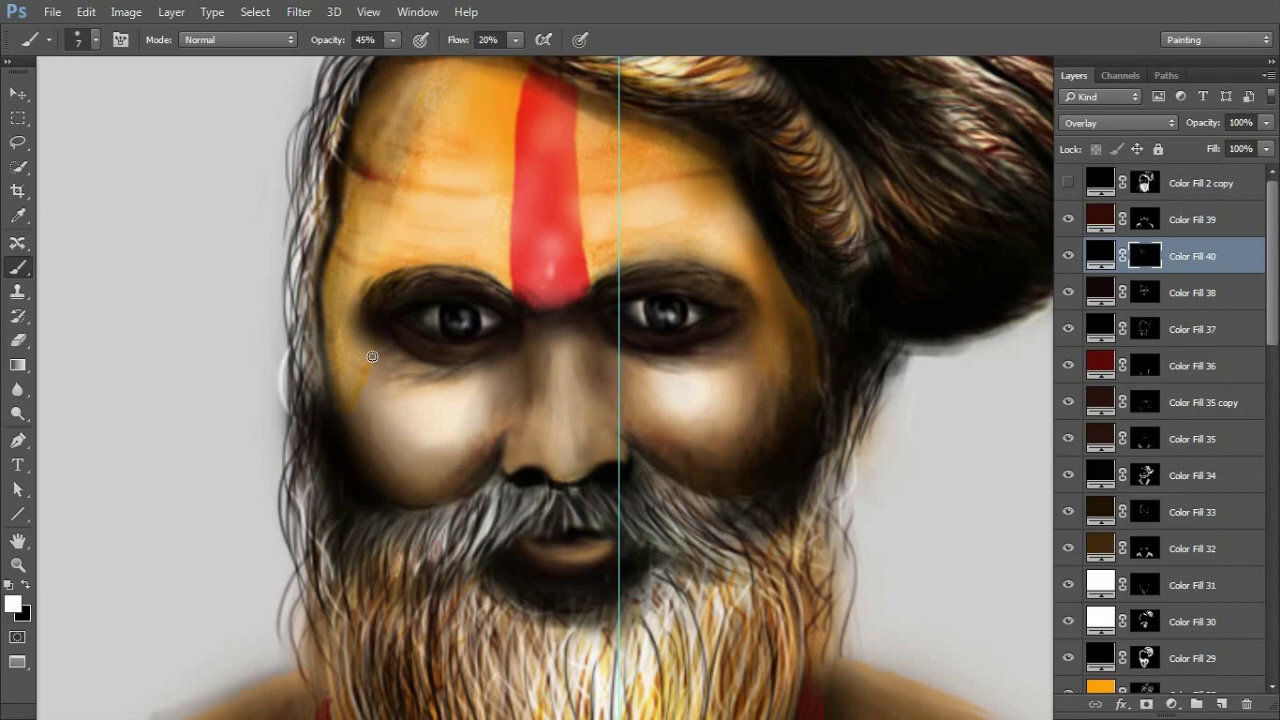 Ps File Edit Image Layer Type Select Filter 3D View Window Help
7 Mode: Normal Opacity: 45% Flow: 20% Painting
Layers Channels Paths
Kind
Overlay Opacity: 100%
Lock: Fill: 100%
Color Fill 2 copy
Color Fill 39
Color Fill 40
Color Fill 38
Color Fill 37
Color Fill 36
Color Fill 35 copy
Color Fill 35
Color Fill 34
Color Fill 33
Color Fill 32
Color Fill 31
Color Fill 30
Color Fill 29